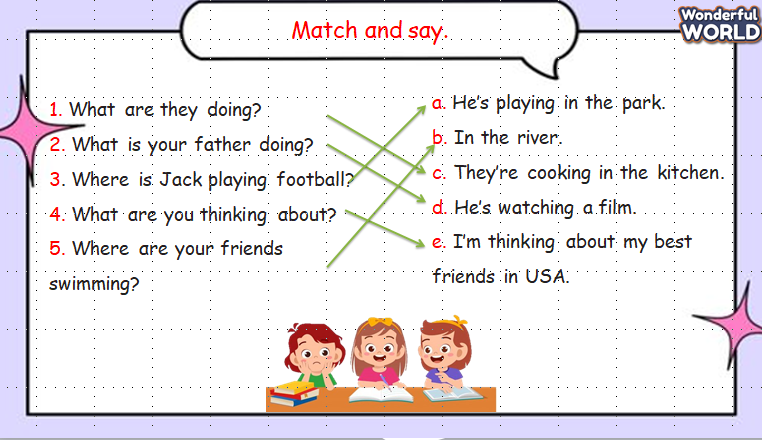 Match and say.
Wonderful
WORLD
1. What are they doing?
2. What is your father doing?
3. Where is Jack playing football?
4. What are you thinking about?
5. Where are your friends
swimming?
a. He's playing in the park.
b. In the river.
c. They're cooking in the kitchen.
d. He's watching a film.
e. I'm thinking about my best
friends in USA.